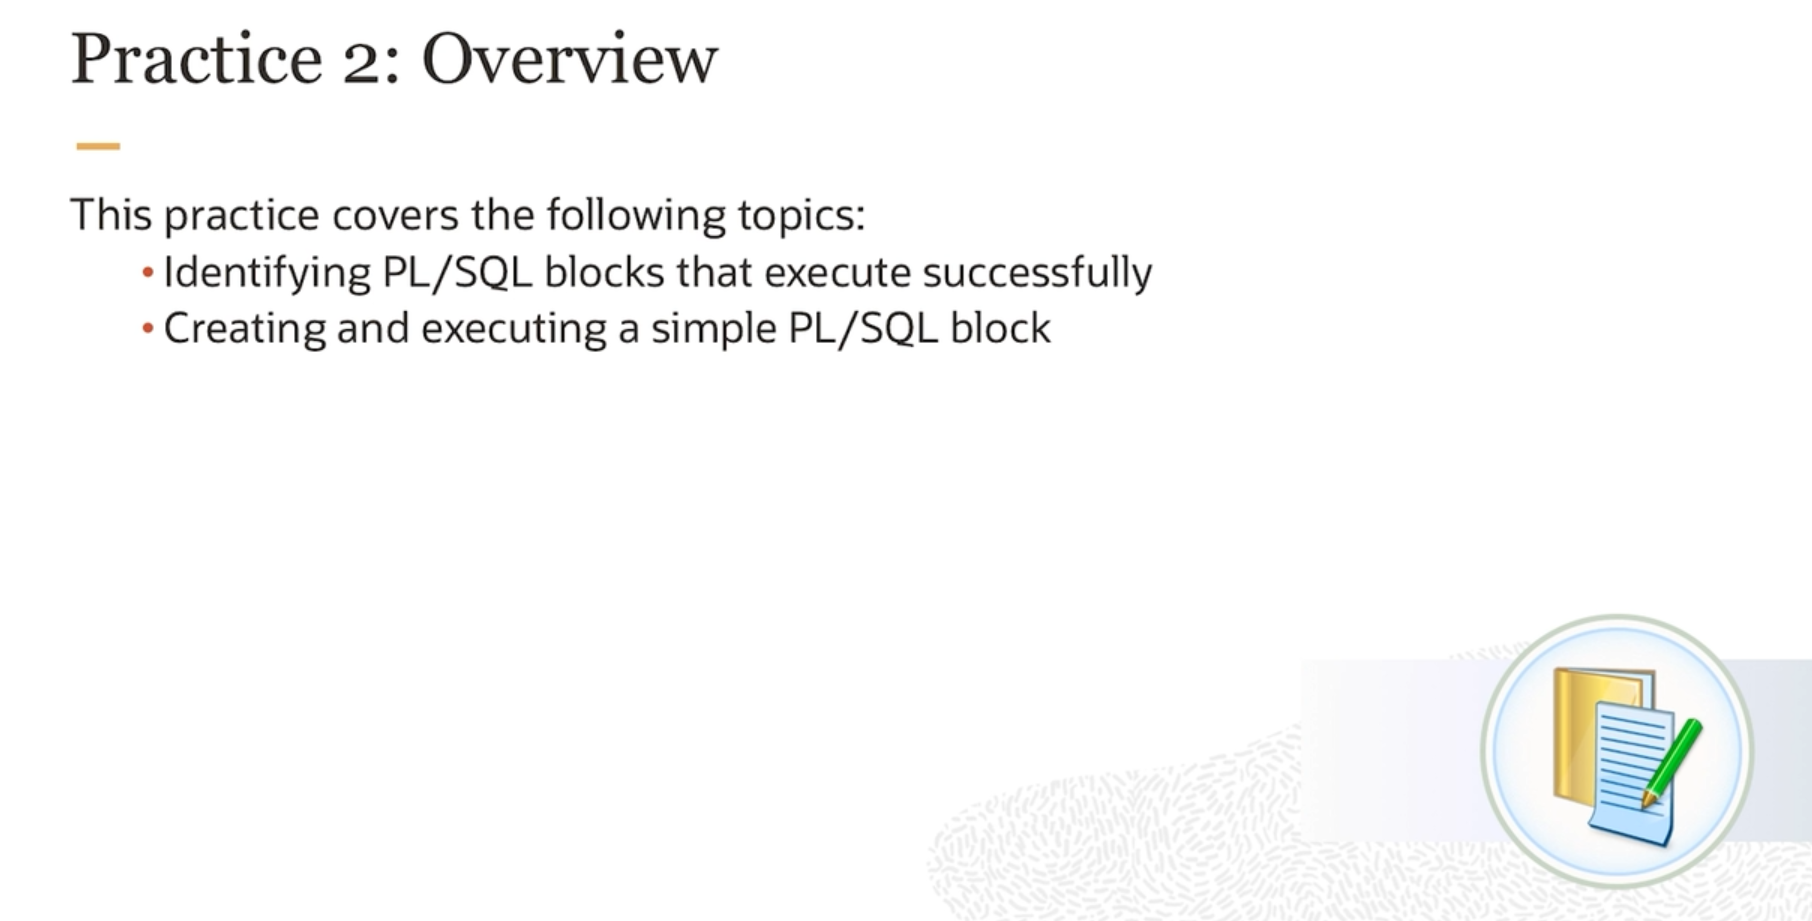 Practice 2: Overview
This practice covers the following topics:
• Identifying PL/SQL blocks that execute successfully
• Creating and executing a simple PL/SQL block